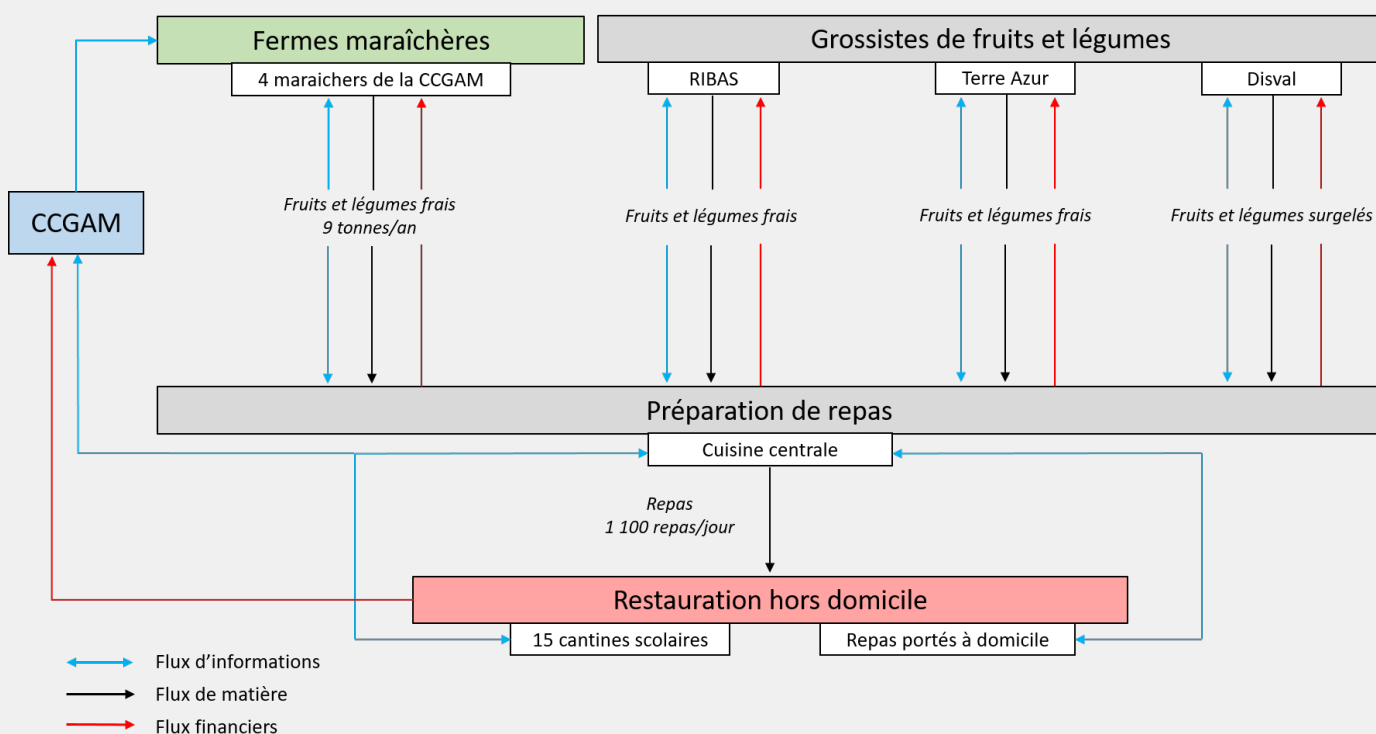 Fermes maraîchères
Grossistes de fruits et légumes
4 maraichers de la CCGAM
RIBAS
Terre Azur
Disval
CCGAM
Fruits et légumes frais
9 tonnes/an
Fruits et légumes frais
Fruits et légumes frais
Fruits et légumes surgelés
Préparation de repas
Cuisine centrale
Repas
1 100 repas/jour
Restauration hors domicile
15 cantines scolaires
Repas portés à domicile
Flux d’informations
Flux de matière
Flux financiers